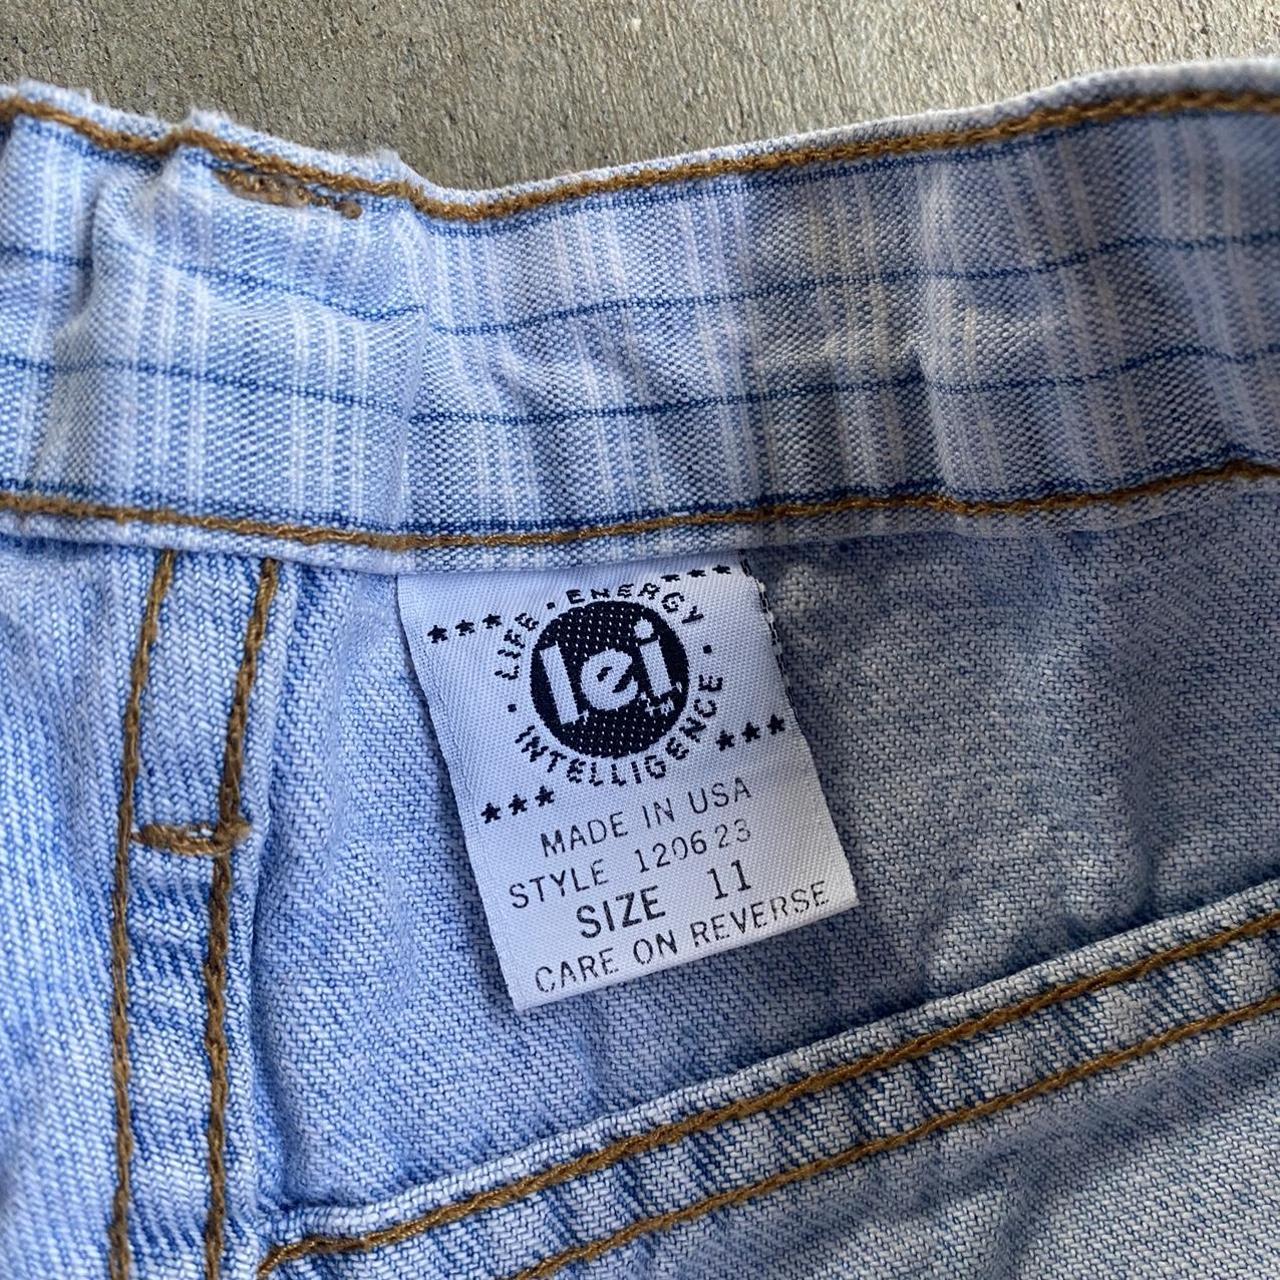 LIFE • ENERGY
lei
• INTELLIGENCE •
MADE IN USA
STYLE 120623
SIZE 11
CARE ON REVERSE